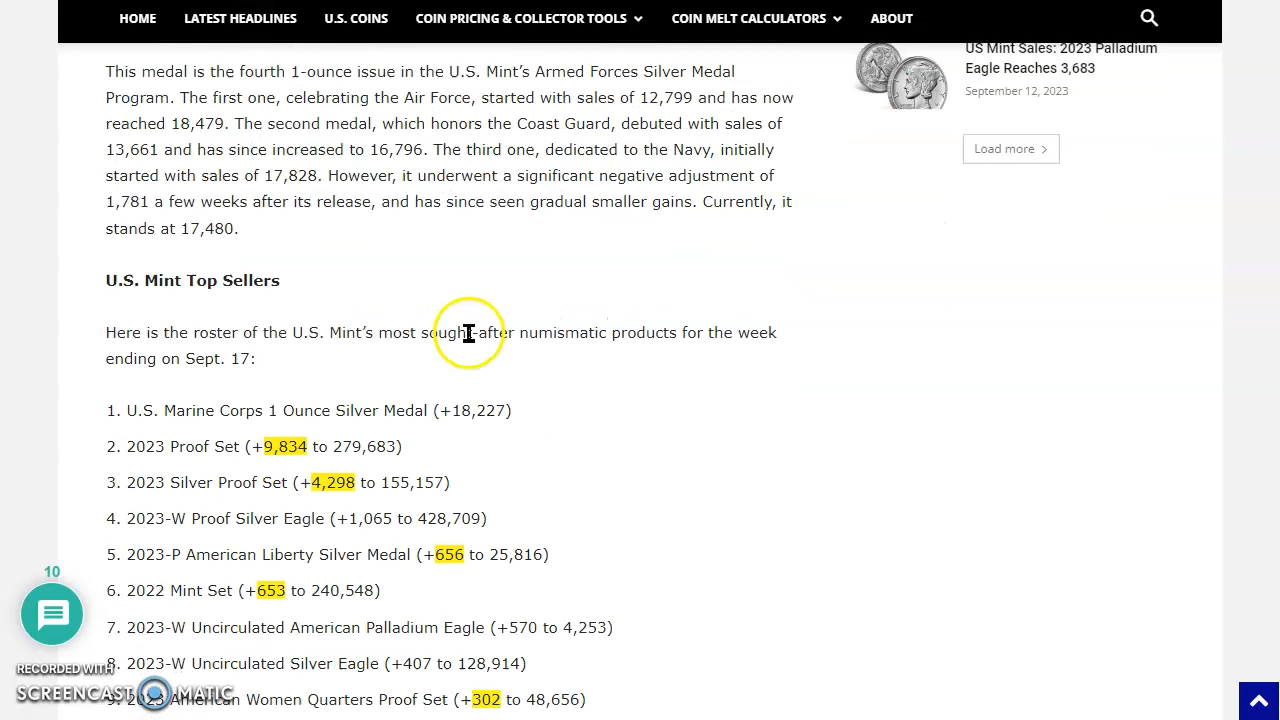 HOME LATEST HEADLINES U.S. COINS COIN PRICING & COLLECTOR TOOLS COIN MELT CALCULATORS ABOUT
This medal is the fourth 1-ounce issue in the U.S. Mint's Armed Forces Silver Medal
Program. The first one, celebrating the Air Force, started with sales of 12,799 and has now
reached 18,479. The second medal, which honors the Coast Guard, debuted with sales of
13,661 and has since increased to 16,796. The third one, dedicated to the Navy, initially
started with sales of 17,828. However, it underwent a significant negative adjustment of
1,781 a few weeks after its release, and has since seen gradual smaller gains. Currently, it
stands at 17,480.
U.S. Mint Top Sellers
Here is the roster of the U.S. Mint's most sought-after numismatic products for the week
ending on Sept. 17:
1. U.S. Marine Corps 1 Ounce Silver Medal (+18,227)
2. 2023 Proof Set (+9,834 to 279,683)
3. 2023 Silver Proof Set (+4,298 to 155,157)
4. 2023-W Proof Silver Eagle (+1,065 to 428,709)
5. 2023-P American Liberty Silver Medal (+656 to 25,816)
6. 2022 Mint Set (+653 to 240,548)
7. 2023-W Uncirculated American Palladium Eagle (+570 to 4,253)
8. 2023-W Uncirculated Silver Eagle (+407 to 128,914)
9. 2023 American Women Quarters Proof Set (+302 to 48,656)
US Mint Sales: 2023 Palladium
Eagle Reaches 3,683
September 12, 2023
Load more
10
RECORDED WITH
SCREENCAST MATIC